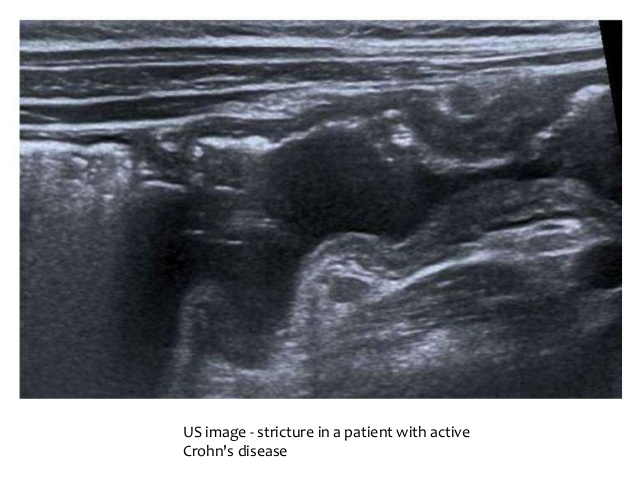 US image - stricture in a patient with active
Crohn's disease